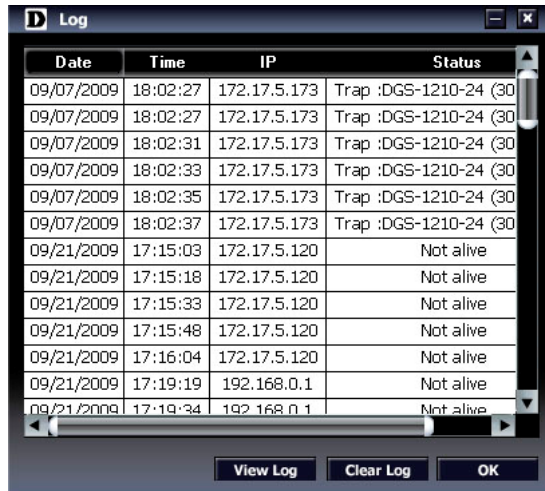 D Log
Date Time IP Status
09/07/2009 18:02:27 172.17.5.173 Trap :DGS-1210-24 (30
09/07/2009 18:02:27 172.17.5.173 Trap :DGS-1210-24 (30
09/07/2009 18:02:31 172.17.5.173 Trap :DGS-1210-24 (30
09/07/2009 18:02:33 172.17.5.173 Trap :DGS-1210-24 (30
09/07/2009 18:02:35 172.17.5.173 Trap :DGS-1210-24 (30
09/07/2009 18:02:37 172.17.5.173 Trap :DGS-1210-24 (30
09/21/2009 17:15:03 172.17.5.120 Not alive
09/21/2009 17:15:18 172.17.5.120 Not alive
09/21/2009 17:15:33 172.17.5.120 Not alive
09/21/2009 17:15:48 172.17.5.120 Not alive
09/21/2009 17:16:04 172.17.5.120 Not alive
09/21/2009 17:19:19 192.168.0.1 Not alive
09/21/2009 17:19:34 192.168.0.1 Not alive
View Log Clear Log OK